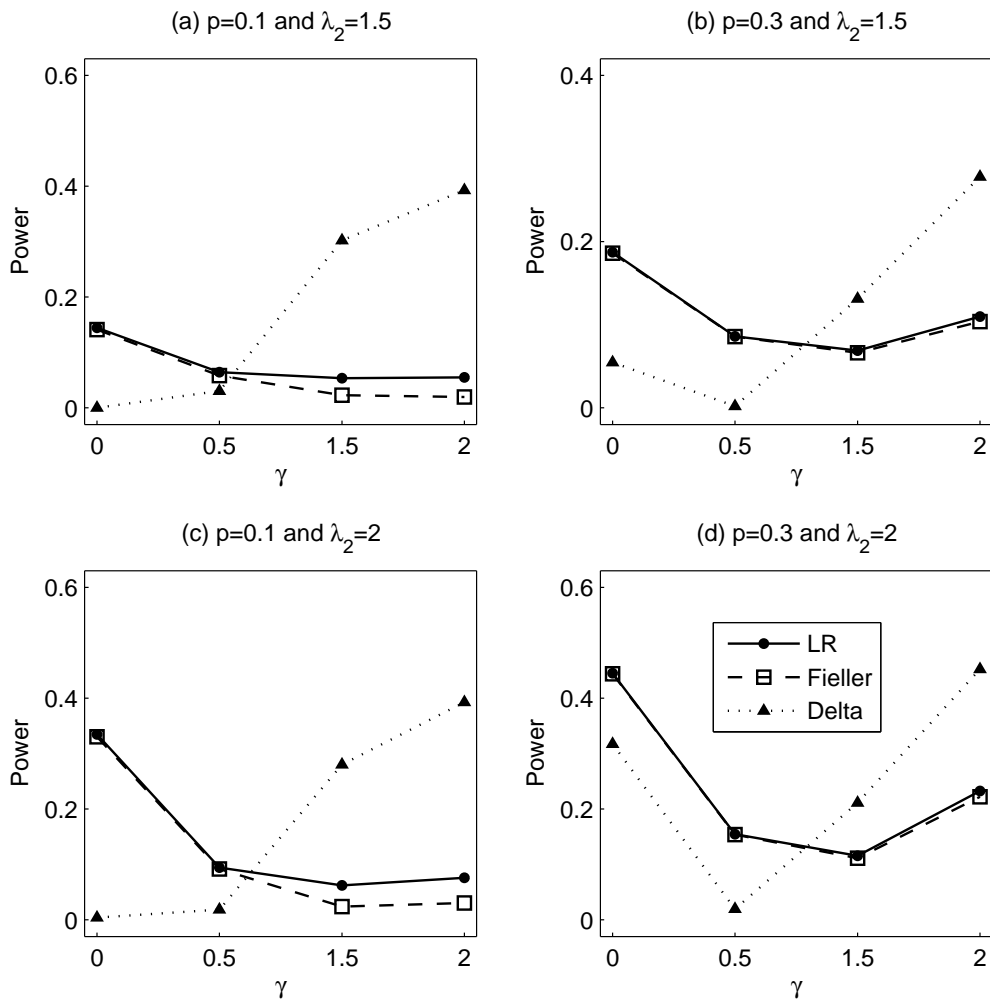 (a) p=0.1 and λ₂=1.5
Power
0.6
0.4
0.2
0
0 0.5 1.5 2
γ
(b) p=0.3 and λ₂=1.5
Power
0.4
0.2
0
0 0.5 1.5 2
γ
(c) p=0.1 and λ₂=2
Power
0.6
0.4
0.2
0
0 0.5 1.5 2
γ
(d) p=0.3 and λ₂=2
Power
0.6
0.4
0.2
0
LR
Fieller
Delta
0 0.5 1.5 2
γ